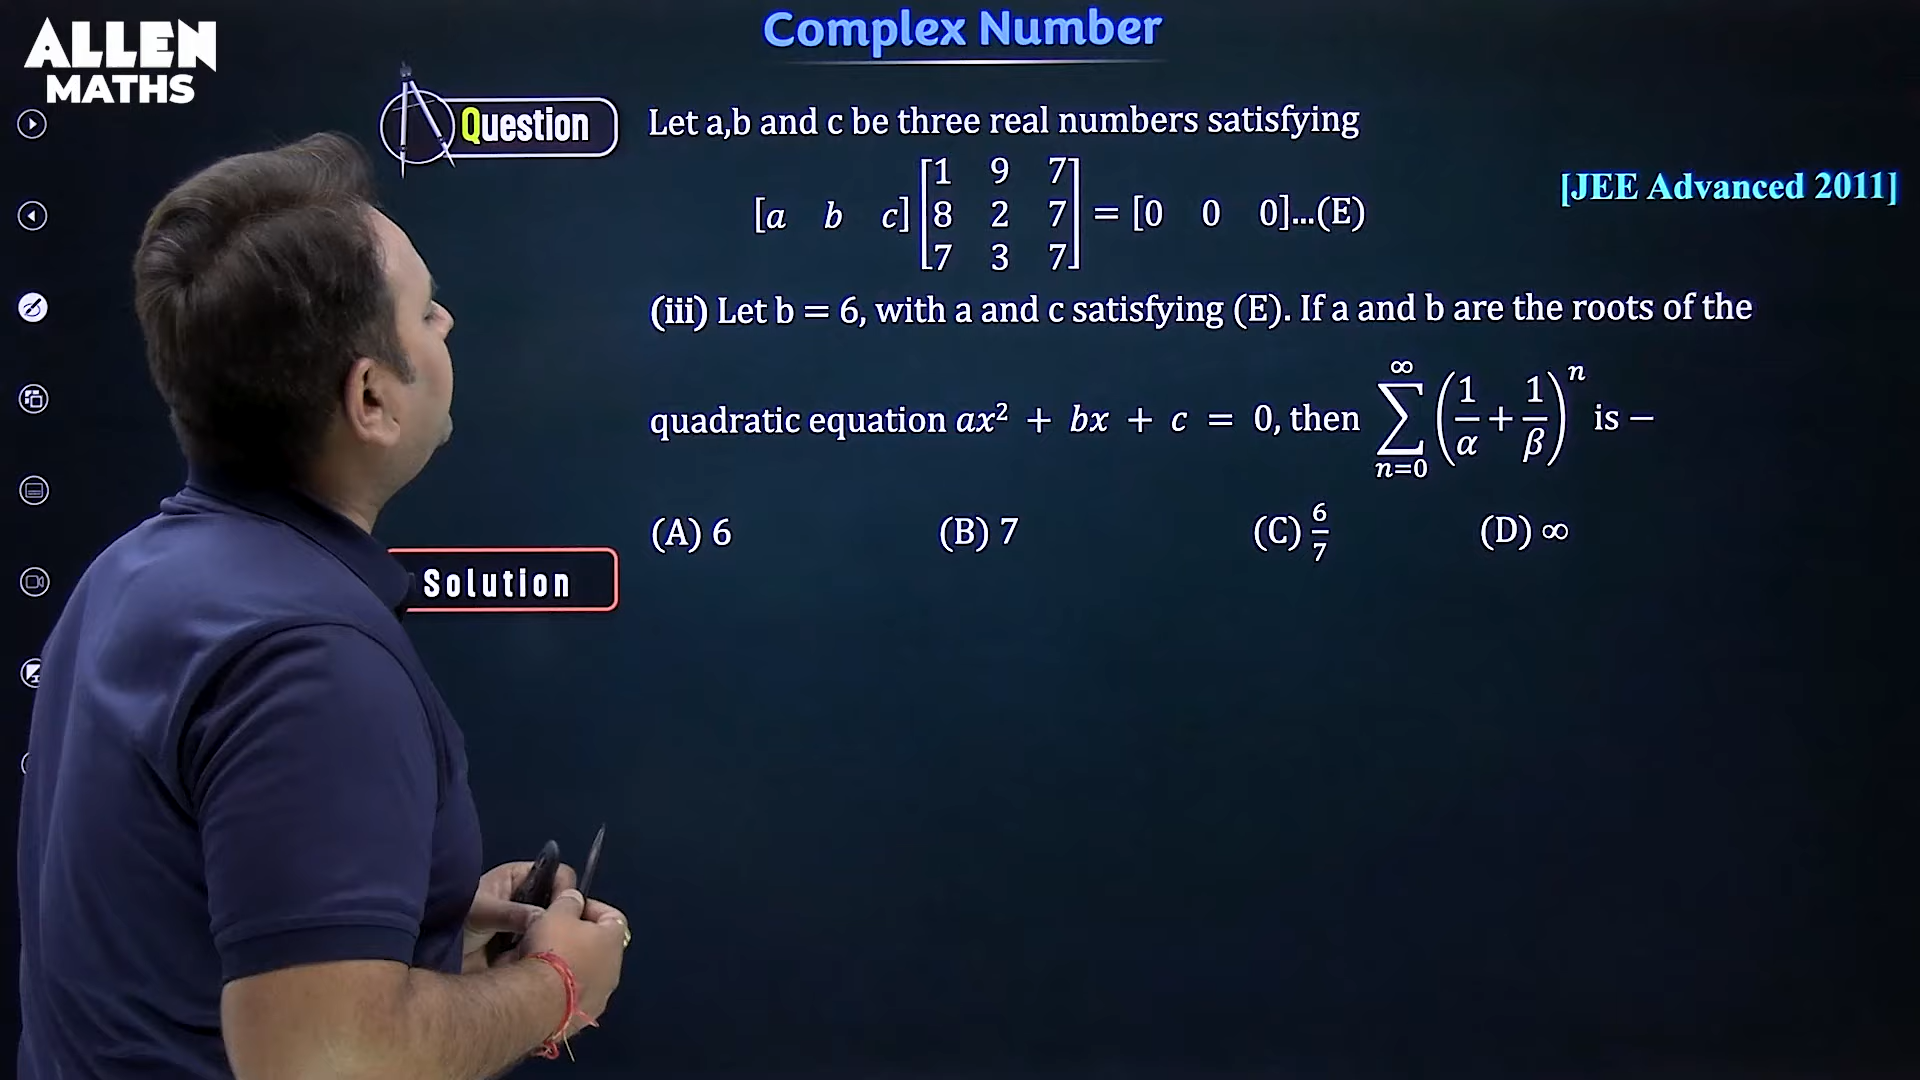 ALLEN
MATHS
Complex Number
Question
Let a,b and c be three real numbers satisfying
[a b c] [1 9 7
8 2 7
7 3 7] = [0 0 0]...(E)
[JEE Advanced 2011]
(iii) Let b = 6, with a and c satisfying (E). If a and b are the roots of the
quadratic equation ax² + bx + c = 0, then ∑_{n=0}^{∞} (1/α + 1/β)^n is −
(A) 6 (B) 7 (C) 6/7 (D) ∞
Solution